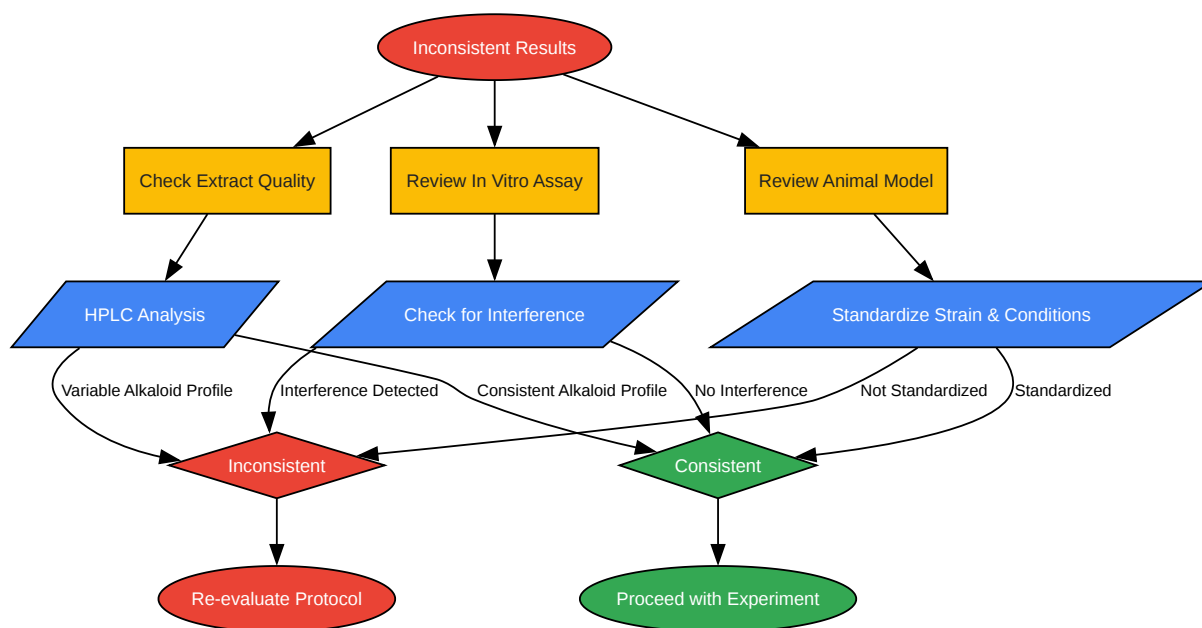 Inconsistent Results
Check Extract Quality
Review In Vitro Assay
Review Animal Model
HPLC Analysis
Check for Interference
Standardize Strain & Conditions
Variable Alkaloid Profile
Interference Detected
Consistent Alkaloid Profile
No Interference
Not Standardized
Standardized
Inconsistent
Consistent
Re-evaluate Protocol
Proceed with Experiment